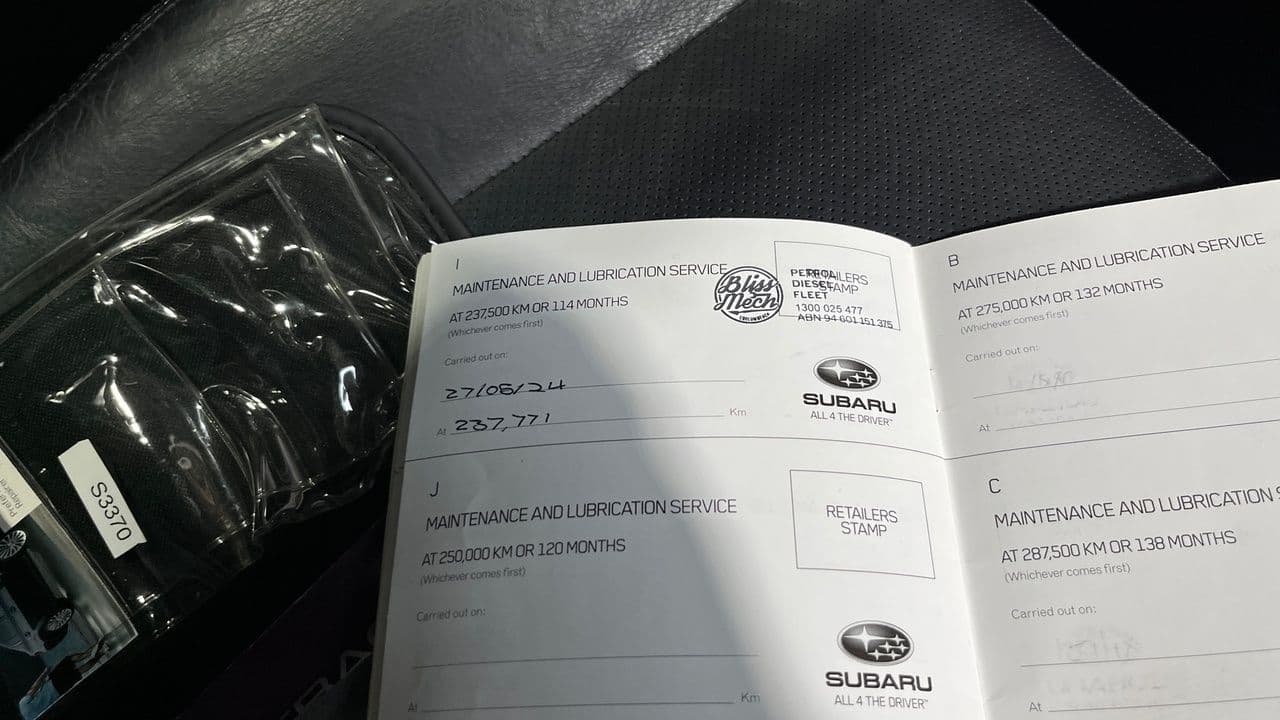 I
MAINTENANCE AND LUBRICATION SERVICE
AT 237,500 KM OR 114 MONTHS
(Whichever comes first)
Carried out on:
27/08/24
At 237,771 Km
Bliss
Mech
PETROL
DIESEL
FLEET
1300 025 477
ABN 94 601 151 375
RETAILERS
STAMP
SUBARU
ALL 4 THE DRIVER™
J
MAINTENANCE AND LUBRICATION SERVICE
AT 250,000 KM OR 120 MONTHS
(Whichever comes first)
Carried out on:
At Km
RETAILERS
STAMP
SUBARU
ALL 4 THE DRIVER™
B
MAINTENANCE AND LUBRICATION SERVICE
AT 275,000 KM OR 132 MONTHS
(Whichever comes first)
Carried out on:
At
C
MAINTENANCE AND LUBRICATION S
AT 287,500 KM OR 138 MONTHS
(Whichever comes first)
Carried out on:
At
S3370